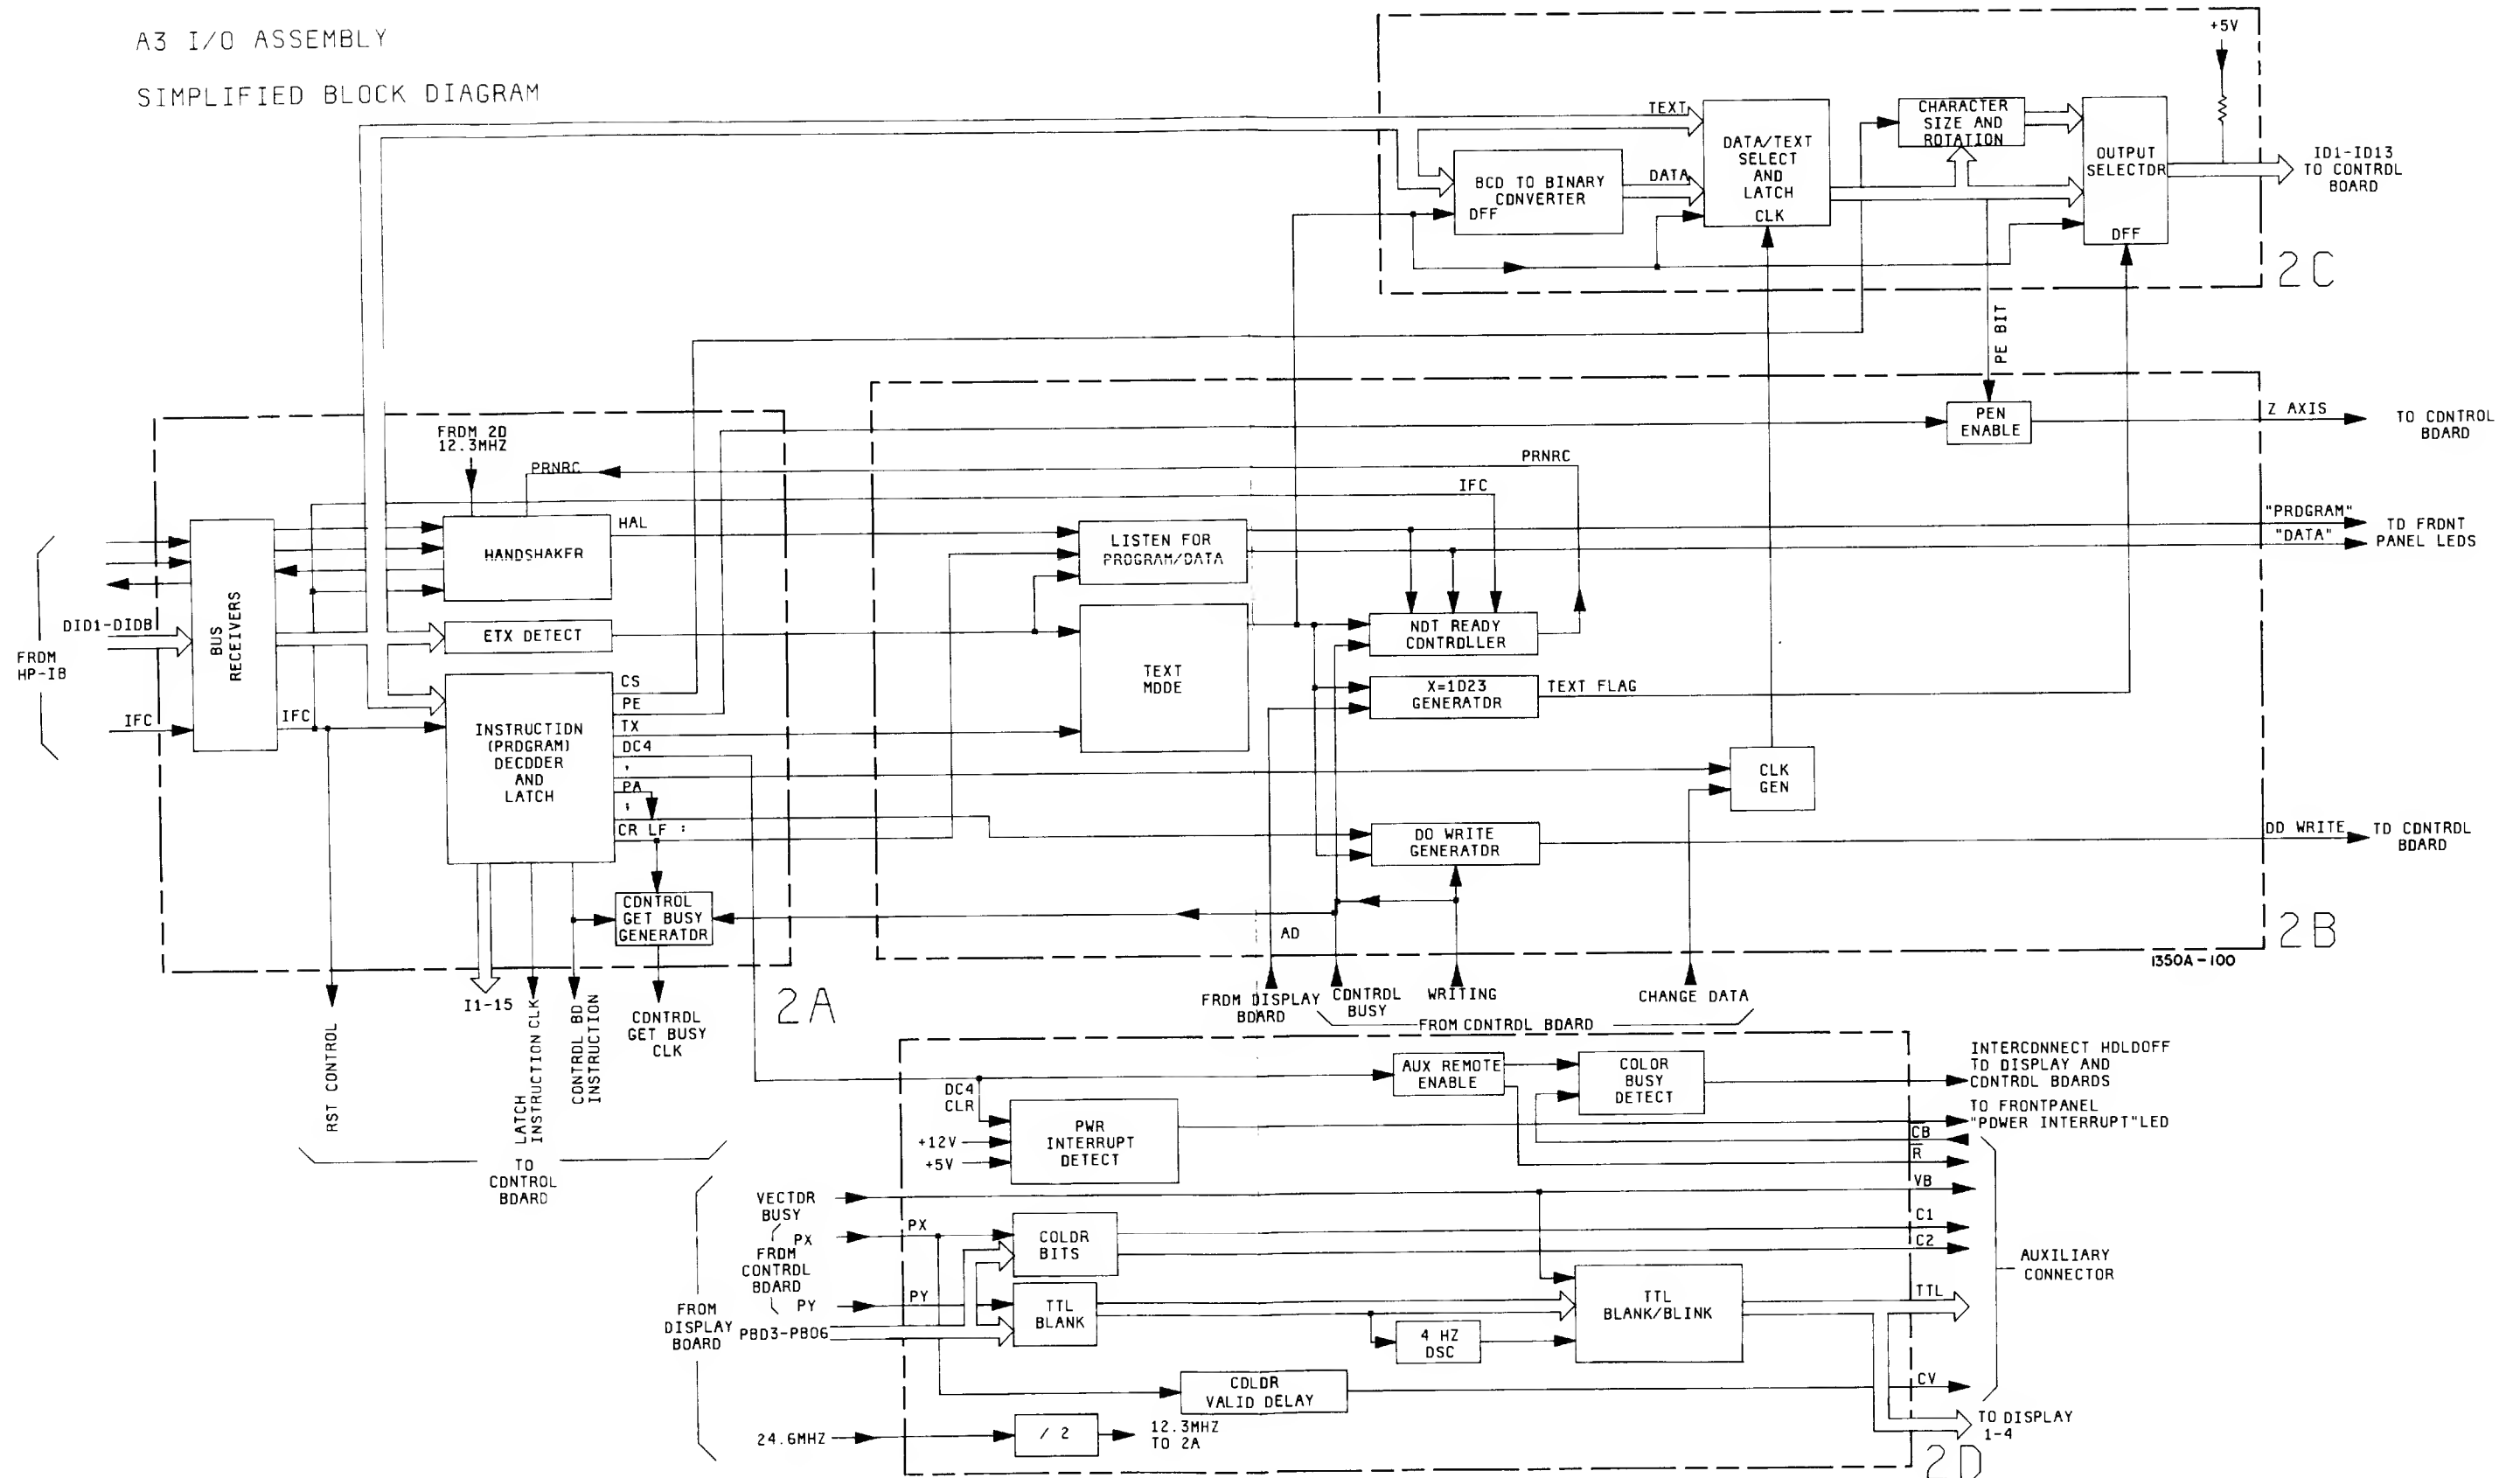 A3 I/O ASSEMBLY
SIMPLIFIED BLOCK DIAGRAM
+5V
TEXT
DATA/TEXT
SELECT
AND
LATCH
CLK
CHARACTER
SIZE AND
ROTATION
OUTPUT
SELECTOR
DFF
ID1-ID13
TO CONTROL
BOARD
BCD TO BINARY
CONVERTER
DFF
DATA
2C
PE BIT
PEN
ENABLE
Z AXIS
TO CONTROL
BOARD
FROM 2D
12.3MHZ
PRNRC
PRNRC
IFC
HAL
HANDSHAKER
LISTEN FOR
PROGRAM/DATA
"PROGRAM"
"DATA"
TO FRONT
PANEL LEDS
BUS
RECEIVERS
DIO1-DIO8
FROM
HP-IB
IFC
IFC
ETX DETECT
TEXT
MODE
NOT READY
CONTROLLER
X=1023
GENERATOR
TEXT FLAG
INSTRUCTION
(PROGRAM)
DECODER
AND
LATCH
CS
PE
TX
DC4
,
PA
;
CR LF :
CLK
GEN
DO WRITE
GENERATOR
DO WRITE
TO CONTROL
BOARD
CONTROL
GET BUSY
GENERATOR
AD
2B
1350A-100
I1-15
2A
RST CONTROL
LATCH
INSTRUCTION CLK
CONTROL BD
INSTRUCTION
CONTROL
GET BUSY
CLK
TO
CONTROL
BOARD
FROM DISPLAY
BOARD
CONTROL
BUSY
WRITING
CHANGE DATA
FROM CONTROL BOARD
AUX REMOTE
ENABLE
COLOR
BUSY
DETECT
INTERCONNECT HOLDOFF
TO DISPLAY AND
CONTROL BOARDS
DC4
CLR
+12V
+5V
PWR
INTERRUPT
DETECT
TO FRONTPANEL
"POWER INTERRUPT"LED
CB
R
VECTOR
BUSY
VB
PX
PX
FROM
CONTROL
BOARD
COLOR
BITS
C1
C2
AUXILIARY
CONNECTOR
PY
PY
TTL
BLANK
TTL
BLANK/BLINK
TTL
FROM
DISPLAY
BOARD
PBO3-PBO6
4 HZ
OSC
COLOR
VALID DELAY
CV
24.6MHZ
/ 2
12.3MHZ
TO 2A
TO DISPLAY
1-4
2D